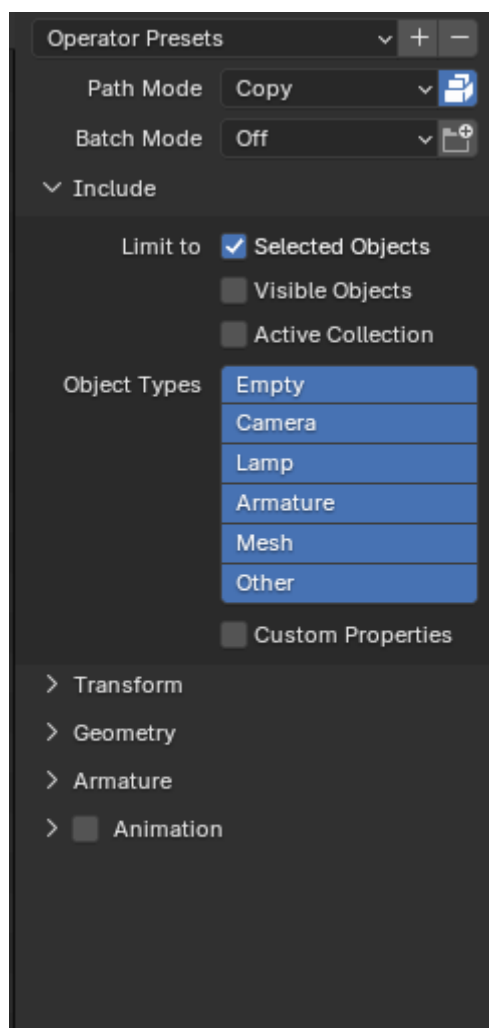 Operator Presets
Path Mode Copy
Batch Mode Off
Include
Limit to Selected Objects
Visible Objects
Active Collection
Object Types Empty
Camera
Lamp
Armature
Mesh
Other
Custom Properties
Transform
Geometry
Armature
Animation